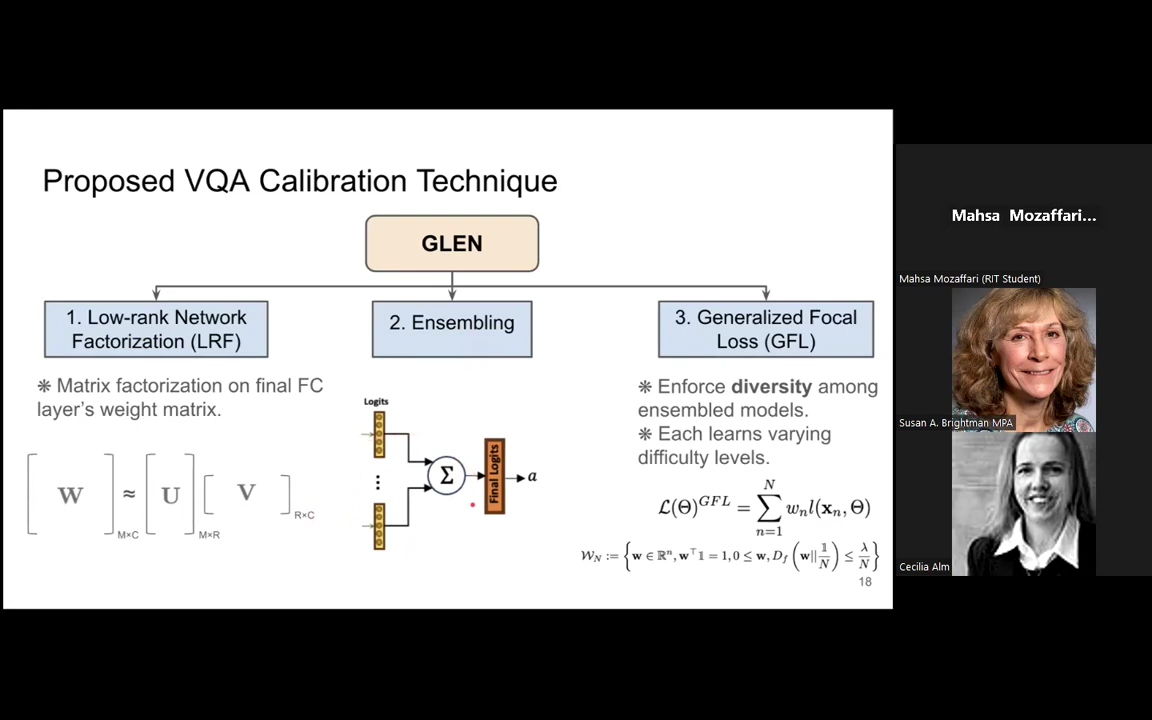 Proposed VQA Calibration Technique
GLEN
1. Low-rank Network
Factorization (LRF)
2. Ensembling
3. Generalized Focal
Loss (GFL)
❋ Matrix factorization on final FC
layer's weight matrix.
W M×C ≈ U M×R V R×C
Logits
⋮
Σ
Final Logits
a
❋ Enforce diversity among
ensembled models.
❋ Each learns varying
difficulty levels.
ℒ(Θ)^{GFL} = ∑_{n=1}^{N} w_n l(x_n, Θ)
𝒲_N := {w ∈ ℝ^n, w^⊤𝟙 = 1, 0 ≤ w, D_f (w||𝟙/N) ≤ λ/N}
18
Mahsa Mozaffari...
Mahsa Mozaffari (RIT Student)
Susan A. Brightman MPA
Cecilia Alm